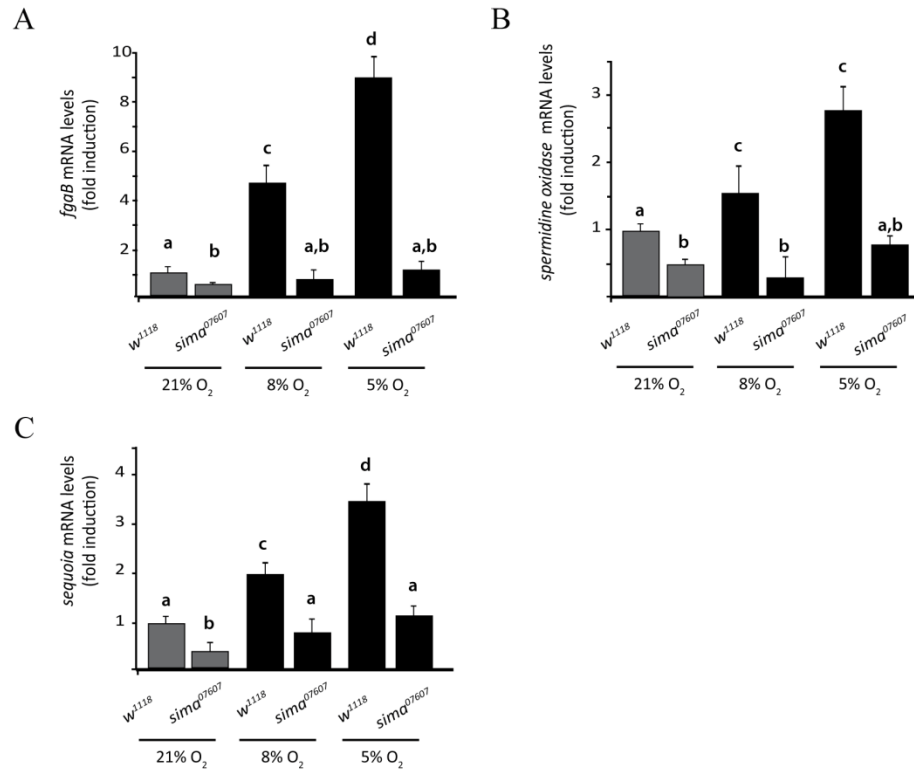 A
fgaB mRNA levels
(fold induction)
10
8
6
4
2
a
b
c
a,b
d
a,b
w1118
sima07607
w1118
sima07607
w1118
sima07607
21% O2
8% O2
5% O2
B
spermidine oxidase mRNA levels
(fold induction)
3
2
1
a
b
c
b
c
a,b
w1118
sima07607
w1118
sima07607
w1118
sima07607
21% O2
8% O2
5% O2
C
sequoia mRNA levels
(fold induction)
4
3
2
1
a
b
c
a
d
a
w1118
sima07607
w1118
sima07607
w1118
sima07607
21% O2
8% O2
5% O2